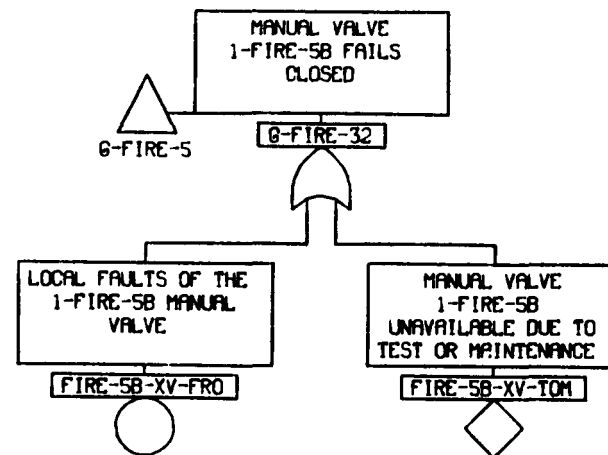 MANUAL VALVE
1-FIRE-5B FAILS
CLOSED
G-FIRE-5
G-FIRE-32
LOCAL FAULTS OF THE
1-FIRE-5B MANUAL
VALVE
MANUAL VALVE
1-FIRE-5B
UNAVAILABLE DUE TO
TEST OR MAINTENANCE
FIRE-5B-XV-FRO
FIRE-5B-XV-TOM